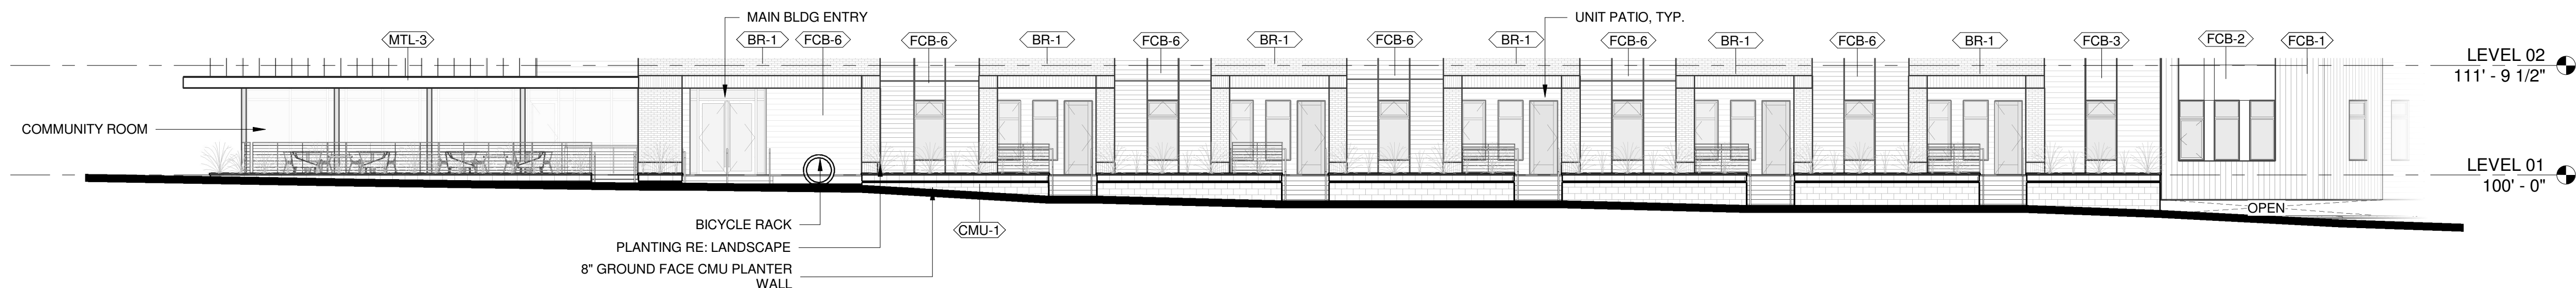 MAIN BLDG ENTRY
UNIT PATIO, TYP.
MTL-3
BR-1
FCB-6
FCB-6
BR-1
FCB-6
BR-1
FCB-6
BR-1
FCB-6
BR-1
FCB-6
BR-1
FCB-3
FCB-2
FCB-1
LEVEL 02
111' - 9 1/2"
COMMUNITY ROOM
LEVEL 01
100' - 0"
OPEN
BICYCLE RACK
CMU-1
PLANTING RE: LANDSCAPE
8" GROUND FACE CMU PLANTER
WALL